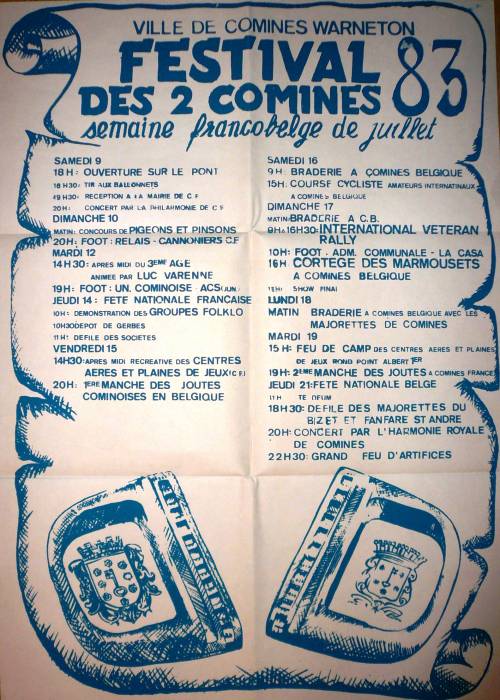 VILLE DE COMINES WARNETON
FESTIVAL 83
DES 2 COMINES
semaine francobelge de juillet
SAMEDI 9
18H: OUVERTURE SUR LE PONT
18H30: TIR AUX BALLONNETS
19H30: RECEPTION A LA MAIRIE DE C F
20H: CONCERT PAR LA PHILARMONIE DE C F
DIMANCHE 10
MATIN: CONCOURS DE PIGEONS ET PINSONS
20H: FOOT: RELAIS - CANNONIERS C.F
MARDI 12
14H30: APRES MIDI DU 3EME AGE
ANIMEE PAR LUC VARENNE
19H: FOOT: UN. COMINOISE - ACS(JUN.)
JEUDI 14: FETE NATIONALE FRANCAISE
10H: DEMONSTRATION DES GROUPES FOLKLO
10H30 DEPOT DE GERBES
11H: DEFILE DES SOCIETES
VENDREDI 15
14H30: APRES MIDI RECREATIVE DES CENTRES
AERES ET PLAINES DE JEUX (C.F.)
20H: 1ERE MANCHE DES JOUTES
COMINOISES EN BELGIQUE
SAMEDI 16
9H: BRADERIE A COMINES BELGIQUE
15H: COURSE CYCLISTE AMATEURS INTERNATINAUX
A COMINES BELGIQUE
DIMANCHE 17
MATIN: BRADERIE A C.B.
9H A 16H30: INTERNATIONAL VETERAN
RALLY
10H: FOOT. ADM. COMMUNALE - LA CASA
16H CORTEGE DES MARMOUSETS
A COMINES BELGIQUE
SHOW FINAL
LUNDI 18
MATIN BRADERIE A COMINES BELGIQUE AVEC LES
MAJORETTES DE COMINES
MARDI 19
15H: FEU DE CAMP DES CENTRES AERES ET PLAINES
DE JEUX ROND POINT ALBERT 1ER
19H: 2EME MANCHE DES JOUTES A COMINES FRANCE
JEUDI 21: FETE NATIONALE BELGE
11H TE DEUM
18H30: DEFILE DES MAJORETTES DU
BIZET ET FANFARE ST ANDRE
20H: CONCERT PAR L'HARMONIE ROYALE
DE COMINES
22H30: GRAND FEU D'ARTIFICES